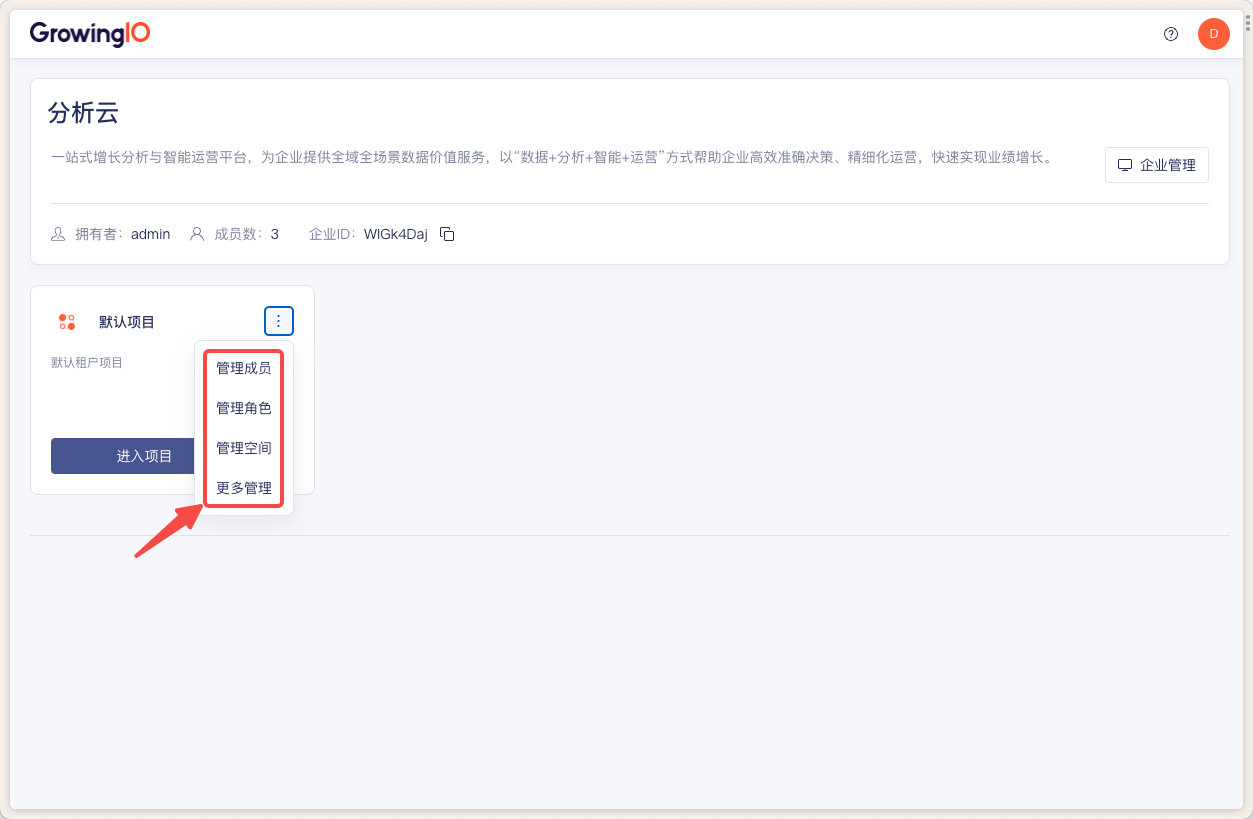 GrowingIO
D
分析云
一站式增长分析与智能运营平台，为企业提供全域全场景数据价值服务，以“数据+分析+智能+运营”方式帮助企业高效准确决策、精细化运营，快速实现业绩增长。
企业管理
拥有者：admin 成员数：3 企业ID：WIGk4Daj
默认项目
默认租户项目
管理成员
管理角色
管理空间
进入项目
更多管理